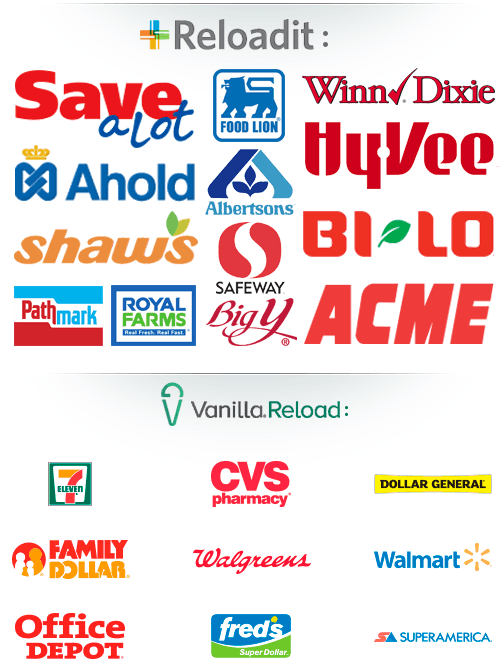 Reloadit :
Save
a lot
FOOD LION®
Winn✓Dixie®
HyVee
Ahold
Albertsons®
shaw's
SAFEWAY
BI-LO
Pathmark
ROYAL
FARMS®
Real Fresh. Real Fast.
Big Y®
ACME
Vanilla®Reload :
7
ELEVEN
CVS
pharmacy®
DOLLAR GENERAL
FAMILY
DOLLAR®
Walgreens
Walmart
Office
DEPOT®
fred's
Super Dollar®
SA SUPERAMERICA®